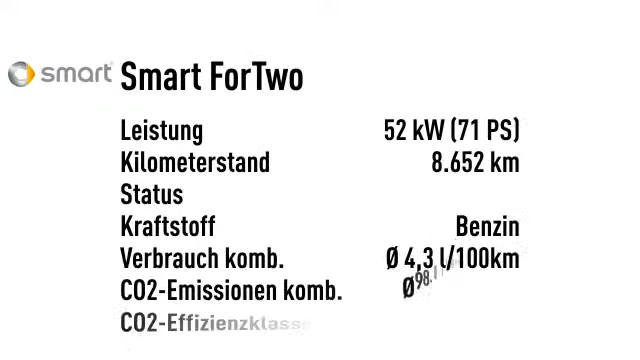 smart Smart ForTwo
Leistung 52 kW (71 PS)
Kilometerstand 8.652 km
Status
Kraftstoff Benzin
Verbrauch komb. Ø 4,3 l/100km
CO2-Emissionen komb. Ø
CO2-Effizienzklasse